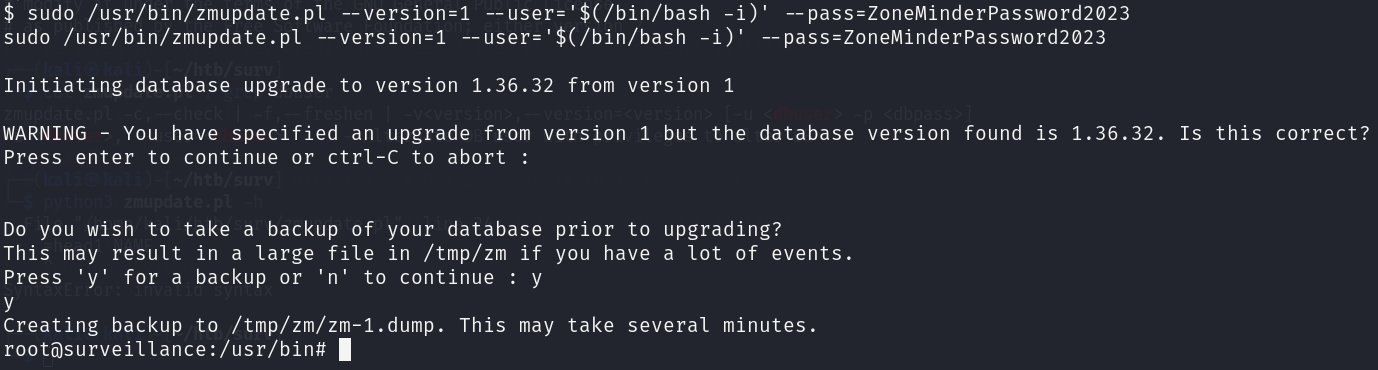 $ sudo /usr/bin/zmupdate.pl --version=1 --user='$(/bin/bash -i)' --pass=ZoneMinderPassword2023
sudo /usr/bin/zmupdate.pl --version=1 --user='$(/bin/bash -i)' --pass=ZoneMinderPassword2023
Initiating database upgrade to version 1.36.32 from version 1
WARNING - You have specified an upgrade from version 1 but the database version found is 1.36.32. Is this correct?
Press enter to continue or ctrl-C to abort :
Do you wish to take a backup of your database prior to upgrading?
This may result in a large file in /tmp/zm if you have a lot of events.
Press 'y' for a backup or 'n' to continue : y
y
Creating backup to /tmp/zm/zm-1.dump. This may take several minutes.
root@surveillance:/usr/bin#